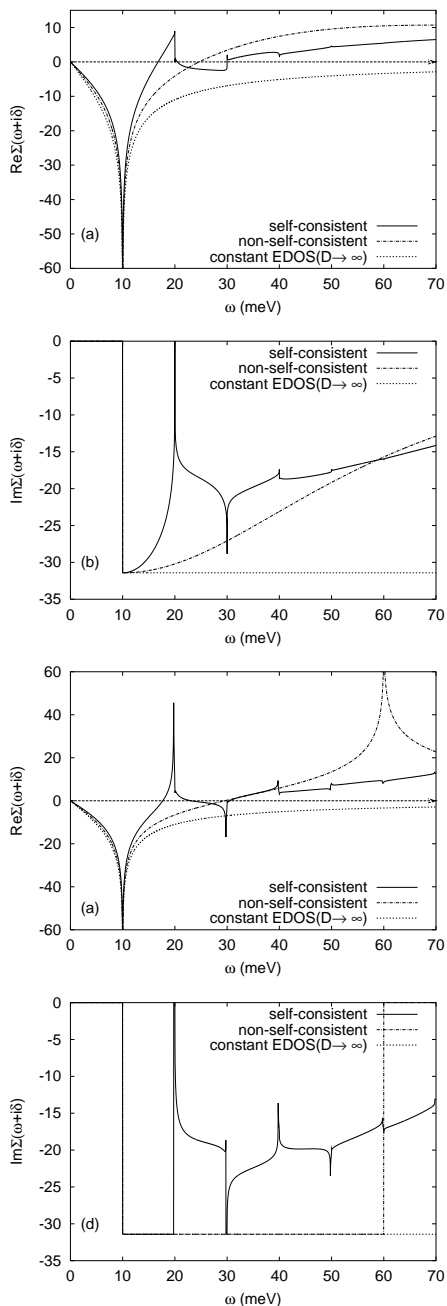 10
0
-10
-20
-30
-40
-50
-60
ReΣ(ω+iδ)
(a)
self-consistent
non-self-consistent
constant EDOS(D→ ∞)
0 10 20 30 40 50 60 70
ω (meV)
0
-5
-10
-15
-20
-25
-30
-35
ImΣ(ω+iδ)
self-consistent
non-self-consistent
constant EDOS(D→ ∞)
(b)
0 10 20 30 40 50 60 70
ω (meV)
60
40
20
0
-20
-40
-60
ReΣ(ω+iδ)
(a)
self-consistent
non-self-consistent
constant EDOS(D→ ∞)
0 10 20 30 40 50 60 70
ω (meV)
0
-5
-10
-15
-20
-25
-30
-35
ImΣ(ω+iδ)
self-consistent
non-self-consistent
constant EDOS(D→ ∞)
(d)
0 10 20 30 40 50 60 70
ω (meV)